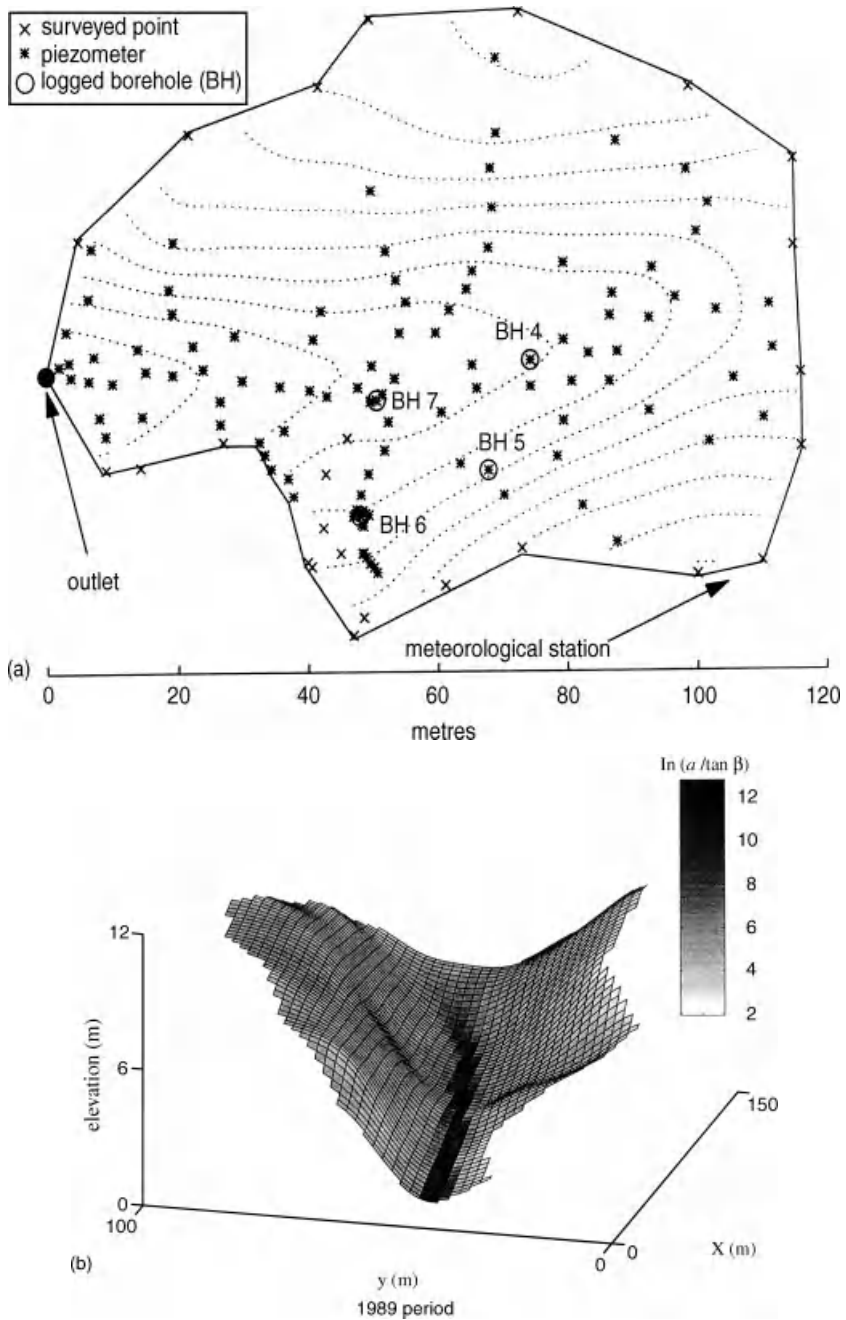 x surveyed point
* piezometer
logged borehole (BH)
BH 4
BH 7
BH 5
BH 6
outlet
meteorological station
(a)
0 20 40 60 80 100 120
metres
ln (a /tan β)
12
10
8
6
4
2
12
6
0
elevation (m)
100
150
0 0
X (m)
(b)
y (m)
1989 period